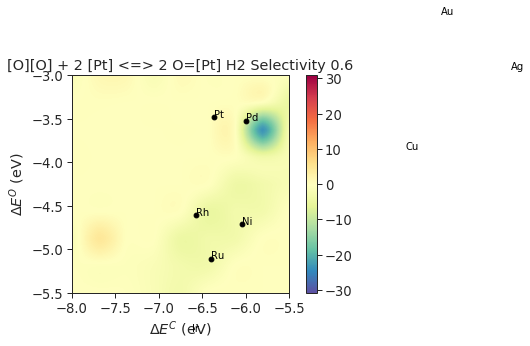 Au
[O][O] + 2 [Pt] <=> 2 O=[Pt] H2 Selectivity 0.6
Ag
−3.0
−3.5
−4.0
−4.5
−5.0
−5.5
ΔE^O (eV)
Pt
Pd
Cu
Rh
Ni
Ru
30
20
10
0
−10
−20
−30
−8.0 −7.5 −7.0 −6.5 −6.0 −5.5
ΔE^C (eV)
Ir